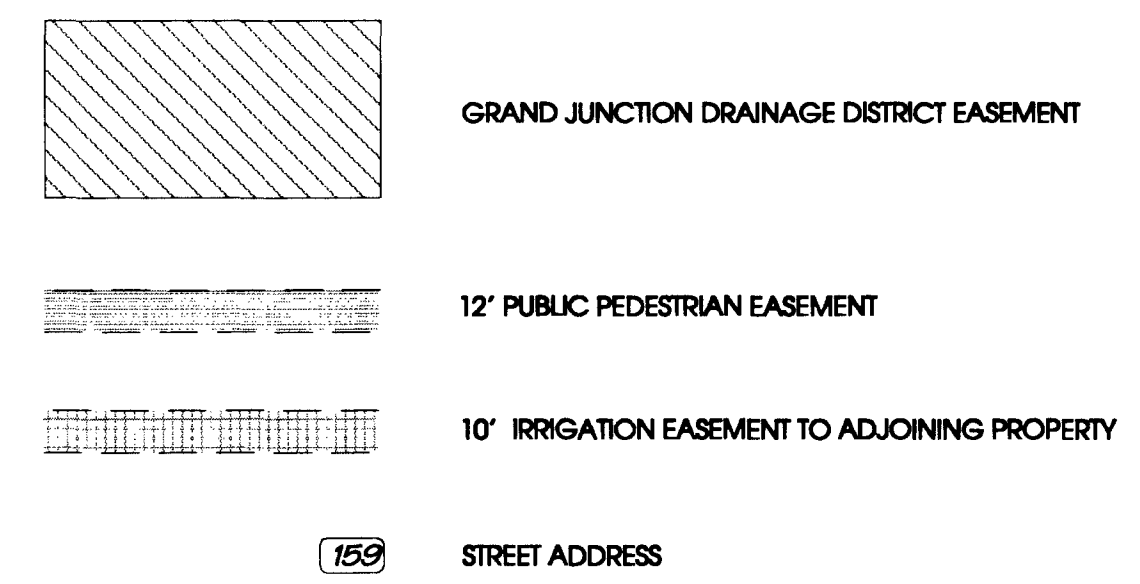 GRAND JUNCTION DRAINAGE DISTRICT EASEMENT
12' PUBLIC PEDESTRIAN EASEMENT
10' IRRIGATION EASEMENT TO ADJOINING PROPERTY
159 STREET ADDRESS